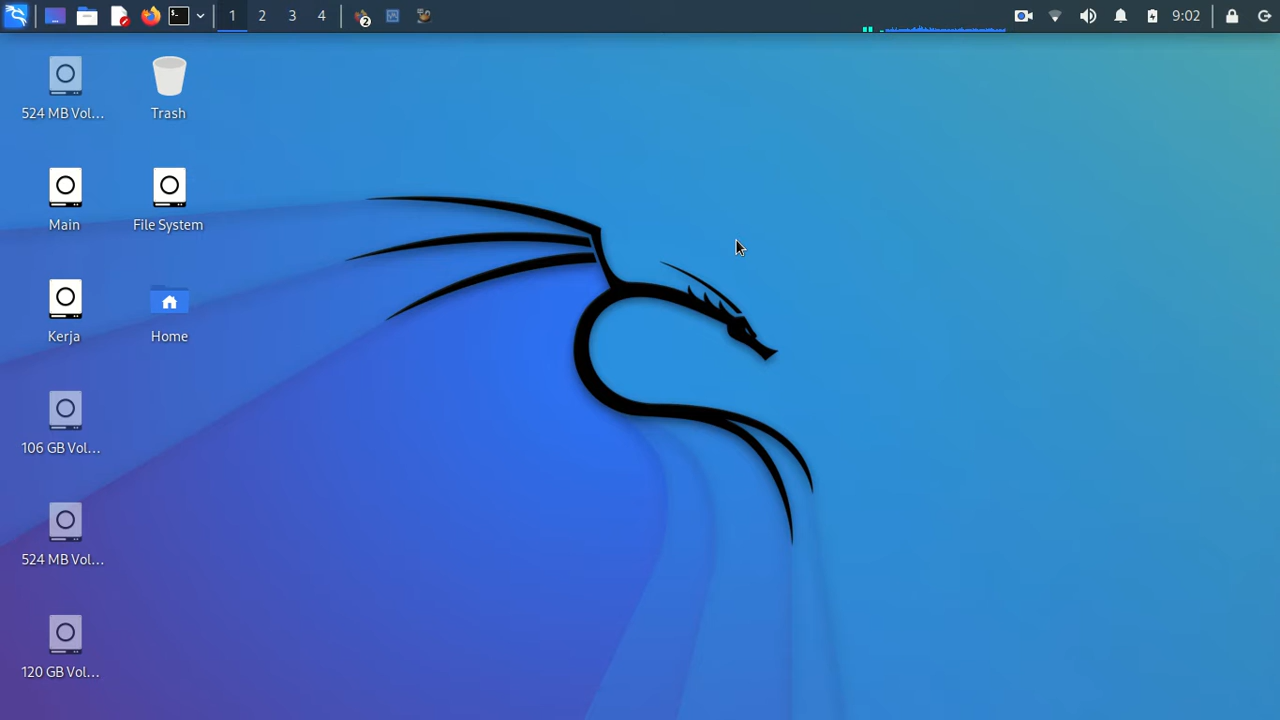 1 2 3 4 2 9:02
524 MB Vol... Trash
Main File System
Kerja Home
106 GB Vol...
524 MB Vol...
120 GB Vol...